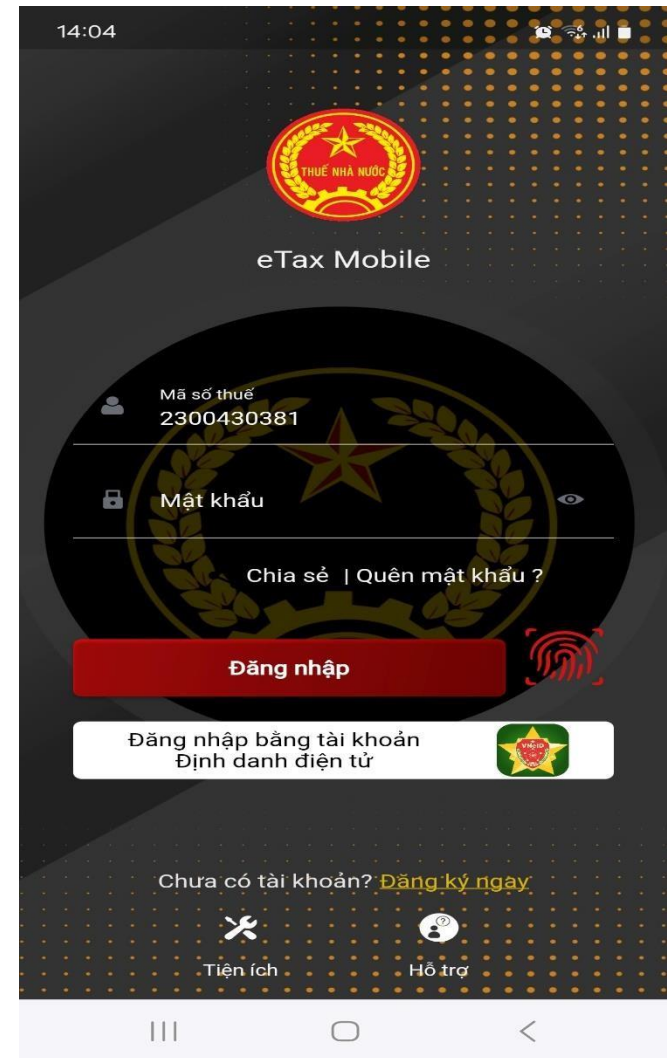 14:04
THUẾ NHÀ NƯỚC
eTax Mobile
Mã số thuế
2300430381
Mật khẩu
Chia sẻ | Quên mật khẩu ?
Đăng nhập
Đăng nhập bằng tài khoản
Định danh điện tử
VNeID
Chưa có tài khoản? Đăng ký ngay
Tiện ích
Hỗ trợ